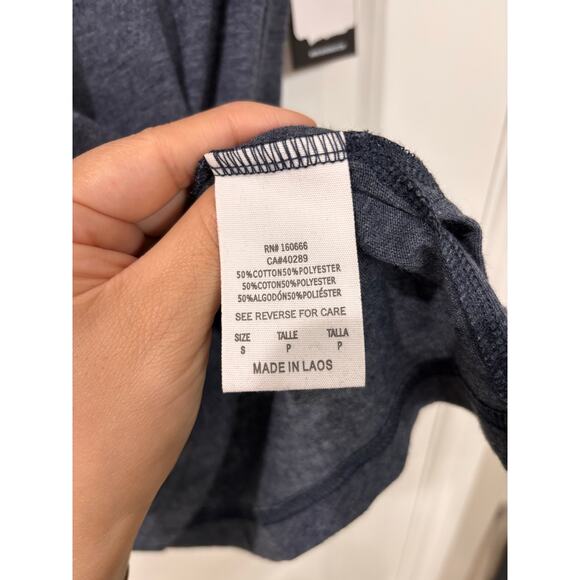 RN# 160666
CA#40289
50%COTTON50%POLYESTER
50%COTON50%POLYESTER
50%ALGODÓN50%POLIÉSTER
SEE REVERSE FOR CARE
SIZE TALLE TALLA
S P P
MADE IN LAOS